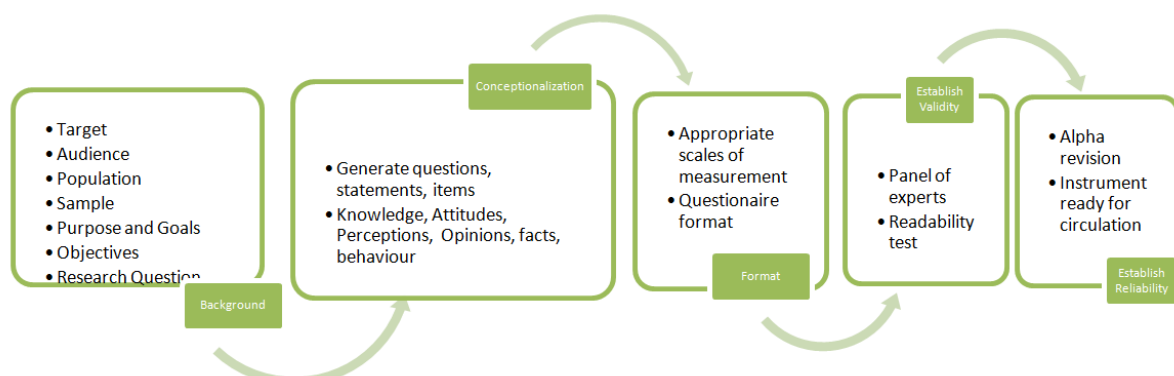 • Target
• Audience
• Population
• Sample
• Purpose and Goals
• Objectives
• Research Question
Background
Conceptionalization
• Generate questions,
statements, items
• Knowledge, Attitudes,
Perceptions, Opinions, facts,
behaviour
• Appropriate
scales of
measurement
• Questionaire
format
Format
Establish
Validity
• Panel of
experts
• Readability
test
• Alpha
revision
• Instrument
ready for
circulation
Establish
Reliability